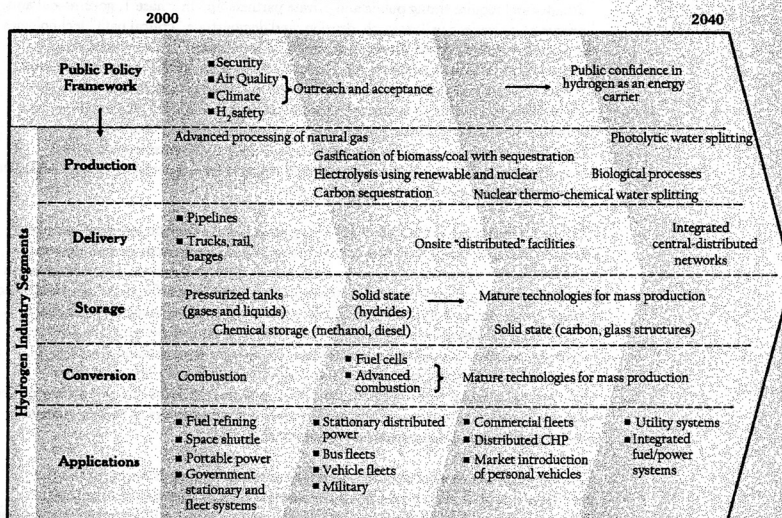 2000
2040
Public Policy
Framework
■ Security
■ Air Quality
■ Climate
■ H₂safety
Outreach and acceptance
Public confidence in
hydrogen as an energy
carrier
Hydrogen Industry Segments
Production
Advanced processing of natural gas
Photolytic water splitting
Gasification of biomass/coal with sequestration
Electrolysis using renewable and nuclear
Biological processes
Carbon sequestration
Nuclear thermo-chemical water splitting
Delivery
■ Pipelines
■ Trucks, rail,
barges
Onsite "distributed" facilities
Integrated
central-distributed
networks
Storage
Pressurized tanks
(gases and liquids)
Solid state
(hydrides)
Mature technologies for mass production
Chemical storage (methanol, diesel)
Solid state (carbon, glass structures)
Conversion
Combustion
■ Fuel cells
■ Advanced
combustion
Mature technologies for mass production
Applications
■ Fuel refining
■ Space shuttle
■ Portable power
■ Government
stationary and
fleet systems
■ Stationary distributed
power
■ Bus fleets
■ Vehicle fleets
■ Military
■ Commercial fleets
■ Distributed CHP
■ Market introduction
of personal vehicles
■ Utility systems
■ Integrated
fuel/power
systems